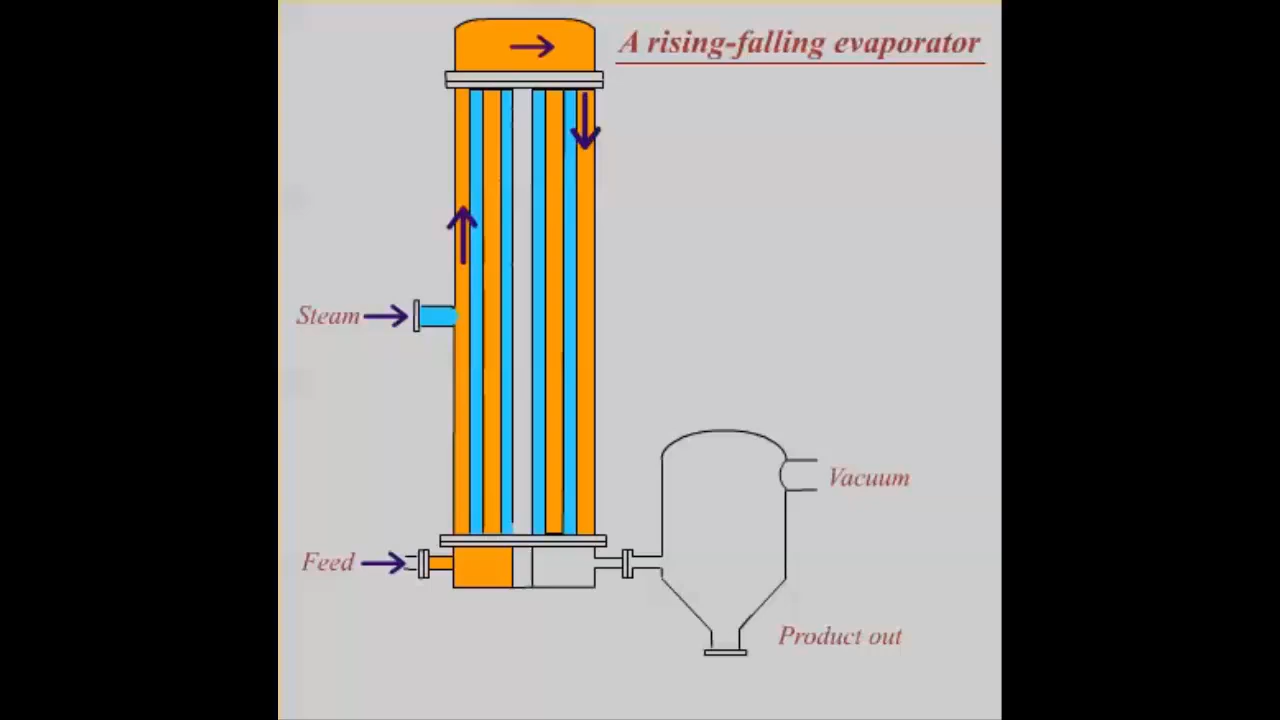 A rising-falling evaporator
Steam
Vacuum
Feed
Product out